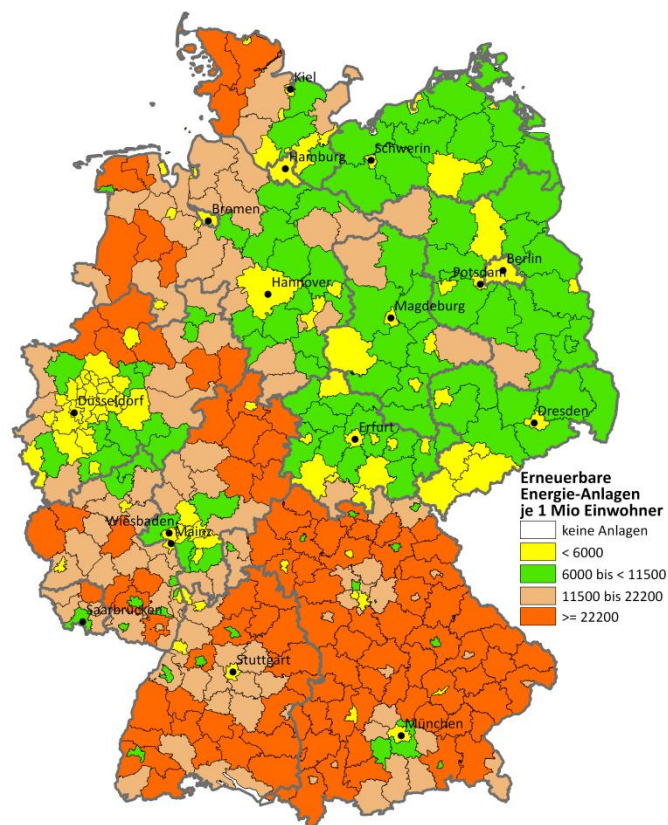 Kiel
Hamburg
Schwerin
Bremen
Berlin
Potsdam
Hannover
Magdeburg
Düsseldorf
Erfurt
Dresden
Wiesbaden
Mainz
Saarbrücken
Stuttgart
München
Erneuerbare
Energie-Anlagen
je 1 Mio Einwohner
keine Anlagen
< 6000
6000 bis < 11500
11500 bis 22200
>= 22200